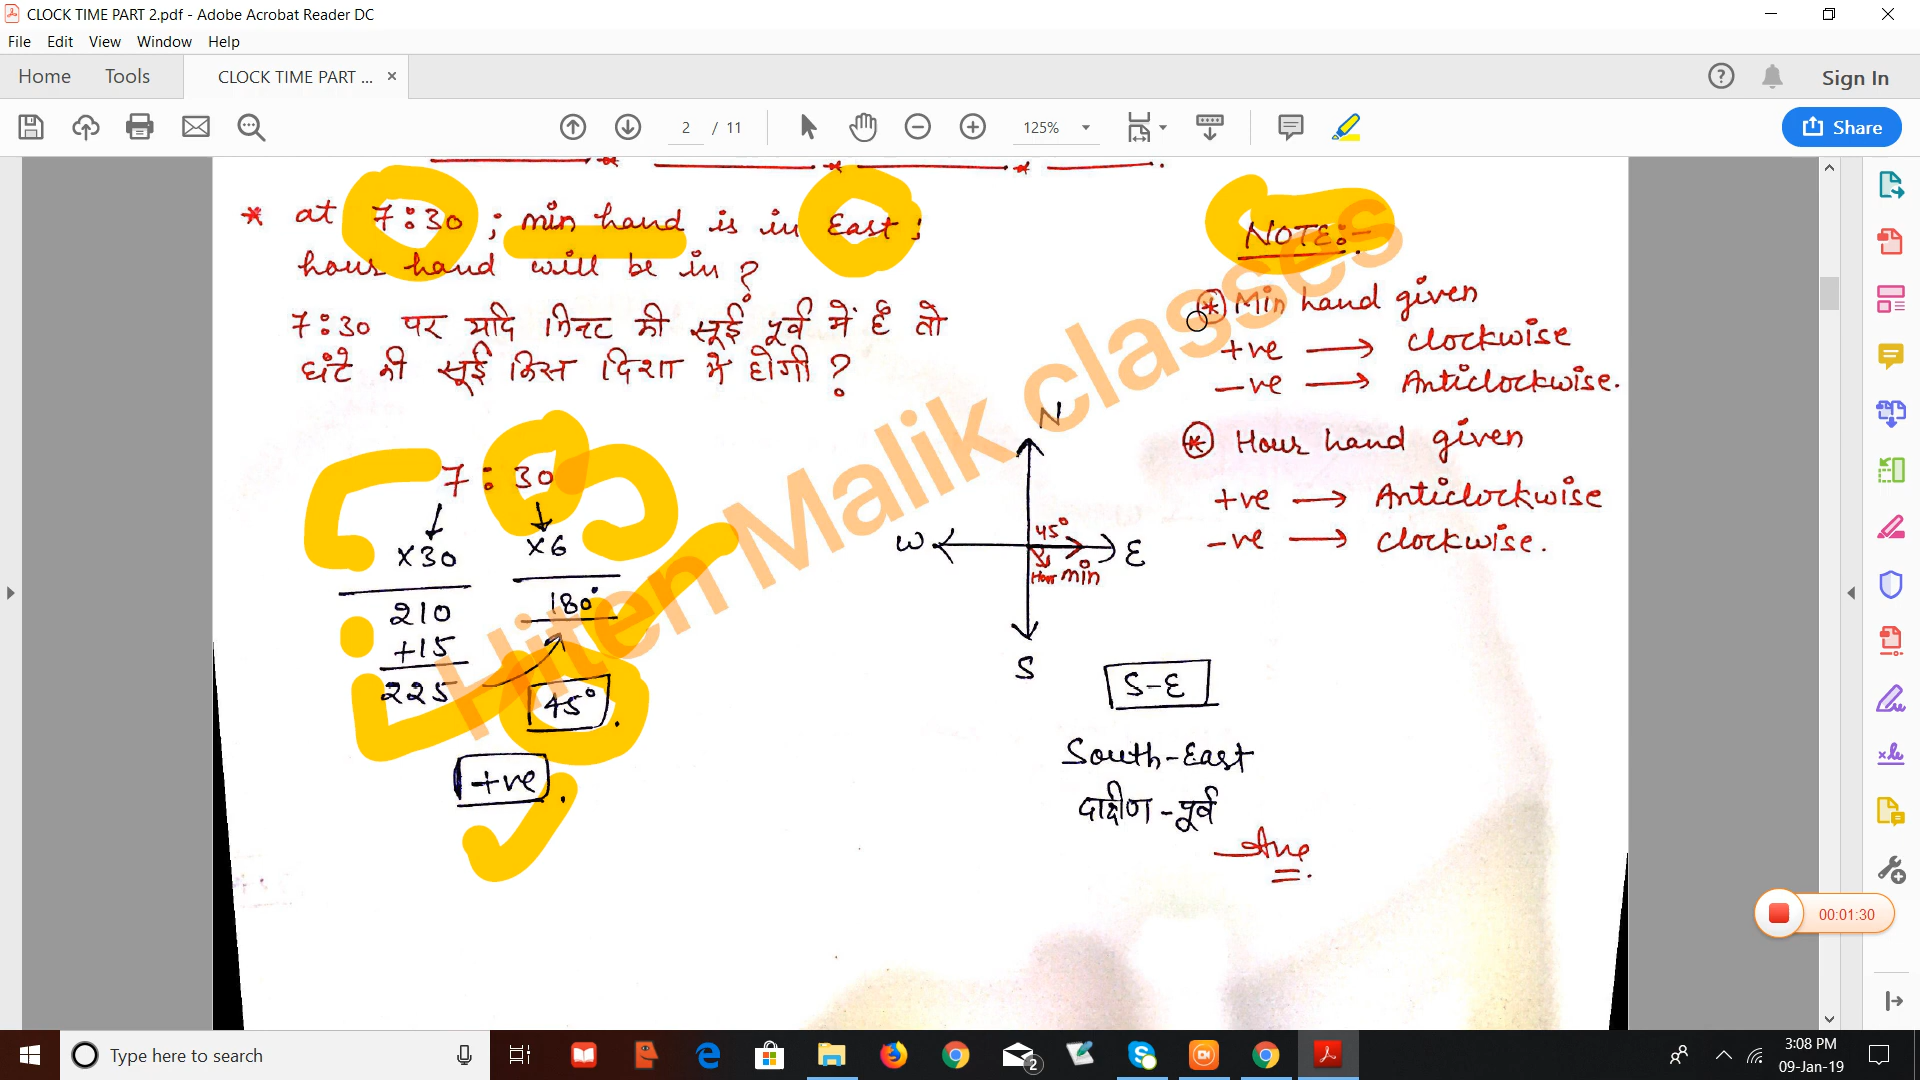 CLOCK TIME PART 2.pdf - Adobe Acrobat Reader DC
File Edit View Window Help
Home Tools CLOCK TIME PART ... × Sign In
2 / 11 125% Share
* at 7:30 ; min hand is in East ;
hour hand will be in ?
7:30 पर यदि मिनट की सूई पूर्व में है तो
घंटे की सूई किस दिशा में होगी ?
7 : 30
×30 ×6
210 180°
+15
225 45°
+ve
NOTE:-
* Min hand given
+ve → clockwise
-ve → Anticlockwise.
* Hour hand given
+ve → Anticlockwise
-ve → clockwise.
N
45°
W E
Hour min
S
S-E
South-East
दाक्षीण-पूर्व
Ans
Hiten Malik classes
00:01:30
Type here to search
2
3:08 PM
09-Jan-19